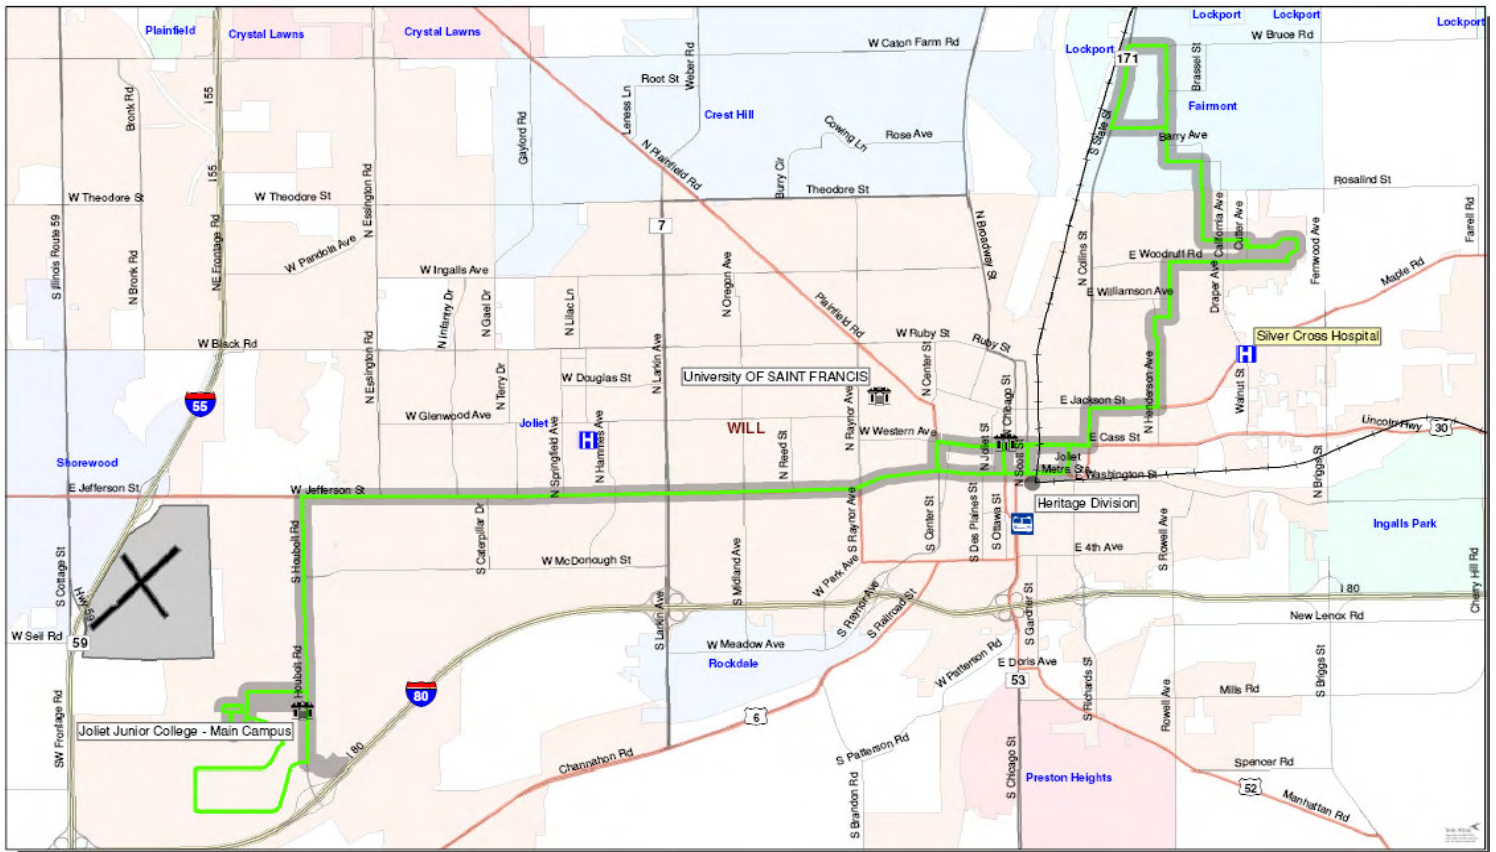 Plainfield
Crystal Lawns
Crystal Lawns
Lockport
Lockport
Lockport
Lockport
W Caton Farm Rd
W Bruce Rd
171
Root St
Weber Rd
Leness Ln
Bronk Rd
I 55
Gaylord Rd
Crest Hill
Cowing Ln
Rose Ave
Brassel St
Fairmont
Barry Ave
S State St
N Plainfield Rd
Burry Cir
Theodore St
Rosalind St
I 55
W Theodore St
W Theodore St
N Essington Rd
S Illinois Route 59
NE Frontage Rd
N Bronk Rd
W Pandola Ave
7
N Broadway St
N Collins St
California Ave
Cutter Ave
Fernwood Ave
Farrell Rd
E Woodruff Rd
Draper Ave
Maple Rd
W Ingalls Ave
N Oregon Ave
E Williamson Ave
N Infantry Dr
N Gael Dr
N Lilac Ln
Plainfield Rd
W Ruby St
Ruby St
Silver Cross Hospital
H
W Black Rd
N Essington Rd
N Larkin Ave
N Center St
University OF SAINT FRANCIS
W Douglas St
N Terry Dr
N Chicago St
N Henderson Ave
Walnut St
E Jackson St
55
W Glenwood Ave
Joliet
H
N Hammes Ave
N Springfield Ave
WILL
N Raynor Ave
W Western Ave
N Reed St
N Joliet St
N Scott St
E Cass St
Lincoln Hwy
30
Joliet
Metra Sta
E Washington St
N Briggs St
Shorewood
E Jefferson St
W Jefferson St
Heritage Division
Ingalls Park
S Houbolt Rd
S Caterpillar Dr
S Raynor Ave
S Center St
S Des Plaines St
S Ottawa St
S Rowell Ave
E 4th Ave
W McDonough St
S Midland Ave
W Park Ave
S Cottage St
Hwy 59
I 80
Cherry Hill Rd
New Lenox Rd
W Seil Rd
59
S Larkin Ave
S Raynor Ave
S Railroad St
S Gardner St
W Meadow Ave
Rockdale
W Patterson Rd
E Doris Ave
53
S Richards St
Rowell Ave
Mills Rd
S Briggs St
Houbolt Rd
80
6
Joliet Junior College - Main Campus
SW Frontage Rd
I 80
Channahon Rd
S Patterson Rd
S Brandon Rd
S Chicago St
Preston Heights
Spencer Rd
52
Manhattan Rd